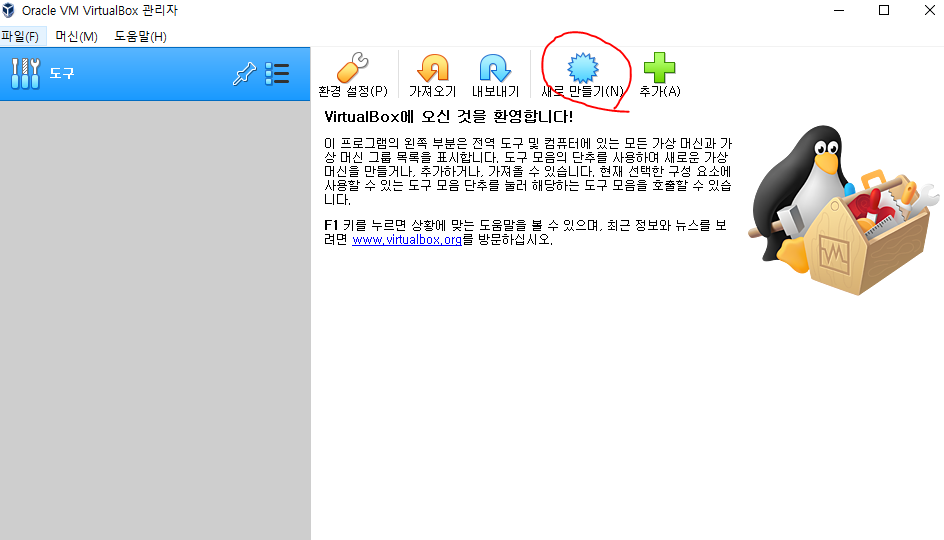 Oracle VM VirtualBox 관리자
파일(F) 머신(M) 도움말(H)
도구
환경 설정(P) 가져오기 내보내기 새로 만들기(N) 추가(A)
VirtualBox에 오신 것을 환영합니다!
이 프로그램의 왼쪽 부분은 전역 도구 및 컴퓨터에 있는 모든 가상 머신과 가
상 머신 그룹 목록을 표시합니다. 도구 모음의 단추를 사용하여 새로운 가상
머신을 만들거나, 추가하거나, 가져올 수 있습니다. 현재 선택한 구성 요소에
사용할 수 있는 도구 모음 단추를 눌러 해당하는 도구 모음을 호출할 수 있습
니다.
F1 키를 누르면 상황에 맞는 도움말을 볼 수 있으며, 최근 정보와 뉴스를 보
려면 www.virtualbox.org를 방문하십시오.